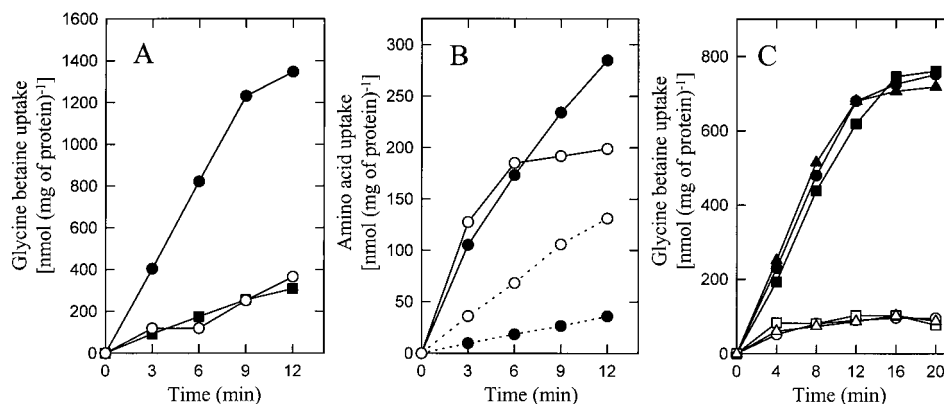 A
Glycine betaine uptake
[nmol (mg of protein)⁻¹
1600
1400
1200
1000
800
600
400
200
0
0 3 6 9 12
Time (min)
B
Amino acid uptake
[nmol (mg of protein)⁻¹
300
250
200
150
100
50
0
0 3 6 9 12
Time (min)
C
Glycine betaine uptake
[nmol (mg of protein)⁻¹
800
600
400
200
0
0 4 8 12 16 20
Time (min)